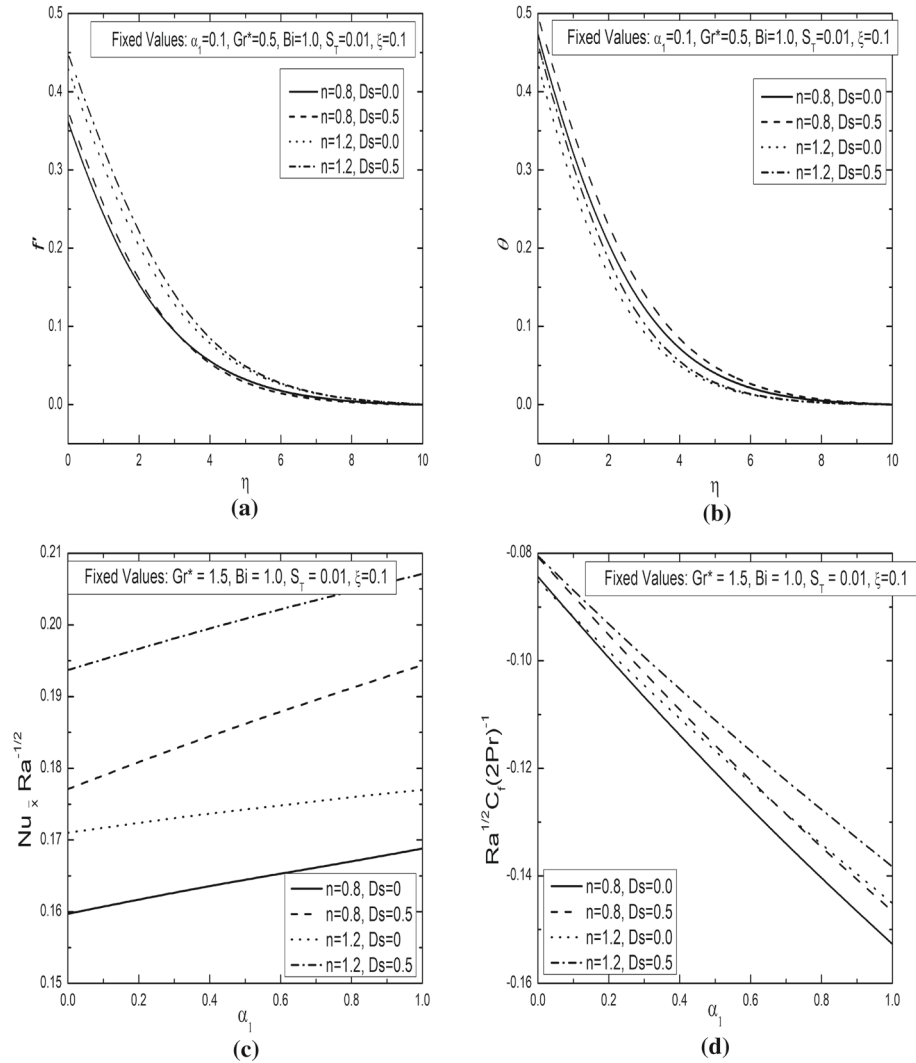 Fixed Values: α₁=0.1, Gr*=0.5, Bi=1.0, S_T=0.01, ξ=0.1
n=0.8, Ds=0.0
n=0.8, Ds=0.5
n=1.2, Ds=0.0
n=1.2, Ds=0.5
0.5
0.4
0.3
0.2
0.1
0.0
f'
0 2 4 6 8 10
η
(a)
Fixed Values: α₁=0.1, Gr*=0.5, Bi=1.0, S_T=0.01, ξ=0.1
n=0.8, Ds=0.0
n=0.8, Ds=0.5
n=1.2, Ds=0.0
n=1.2, Ds=0.5
0.5
0.4
0.3
0.2
0.1
0.0
θ
0 2 4 6 8 10
η
(b)
Fixed Values: Gr* = 1.5, Bi = 1.0, S_T = 0.01, ξ=0.1
0.21
0.20
0.19
0.18
0.17
0.16
0.15
Nu_x̄ Ra^-1/2
n=0.8, Ds=0
n=0.8, Ds=0.5
n=1.2, Ds=0
n=1.2, Ds=0.5
0.0 0.2 0.4 0.6 0.8 1.0
α₁
(c)
Fixed Values: Gr* = 1.5, Bi = 1.0, S_T = 0.01, ξ=0.1
-0.08
-0.10
-0.12
-0.14
-0.16
Ra^1/2 C_f(2Pr)^-1
n=0.8, Ds=0.0
n=0.8, Ds=0.5
n=1.2, Ds=0.0
n=1.2, Ds=0.5
0.0 0.2 0.4 0.6 0.8 1.0
α₁
(d)